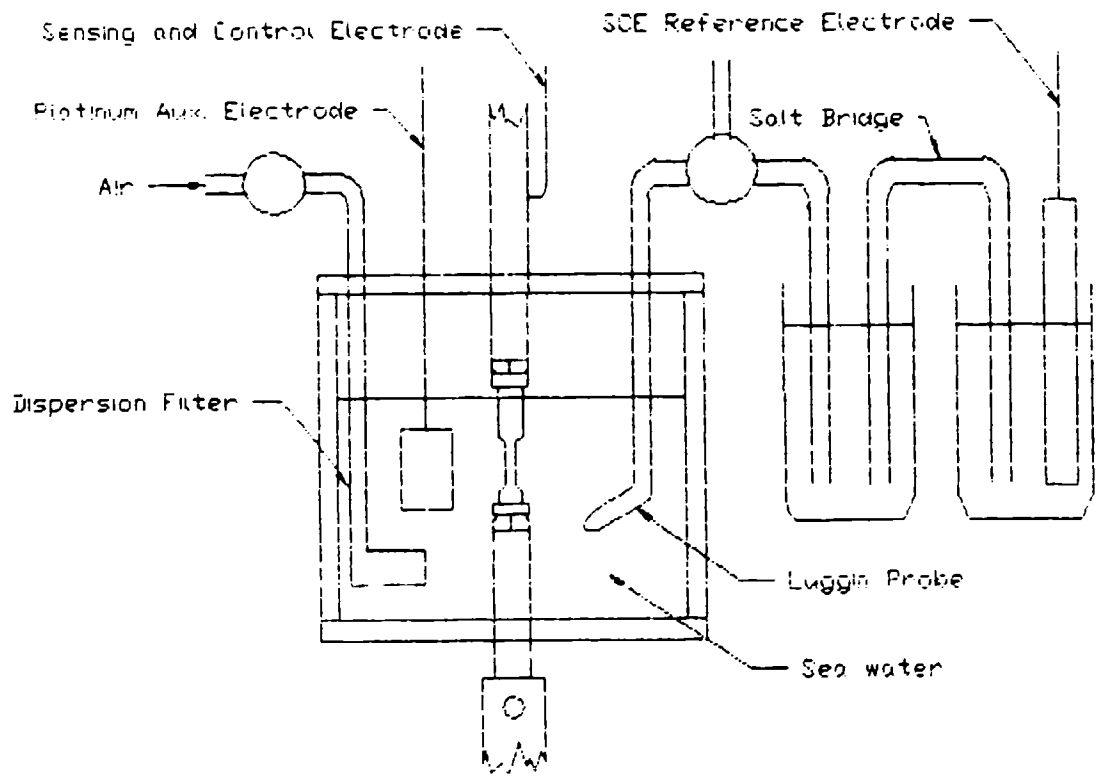 Sensing and Control Electrode
SCE Reference Electrode
Platinum Aux. Electrode
Salt Bridge
Air
Dispersion Filter
Luggin Probe
Sea water